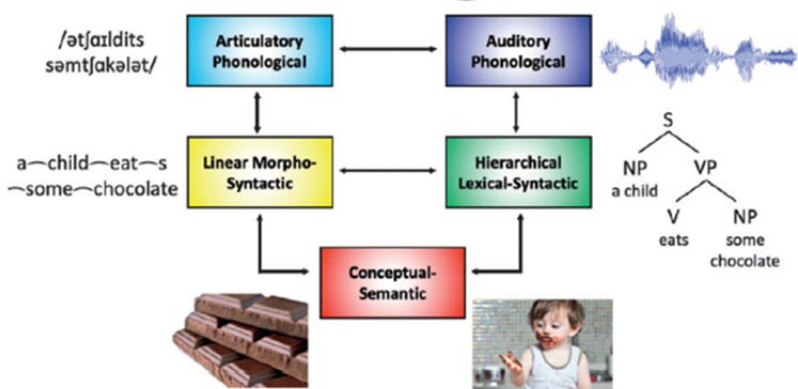 /ətʃaɪldits
səmtʃɑkələt/
Articulatory
Phonological
Auditory
Phonological
a⁀child⁀eat⁀s
⁀some⁀chocolate
Linear Morpho-
Syntactic
Hierarchical
Lexical-Syntactic
S
NP VP
a child
V NP
eats some
chocolate
Conceptual-
Semantic